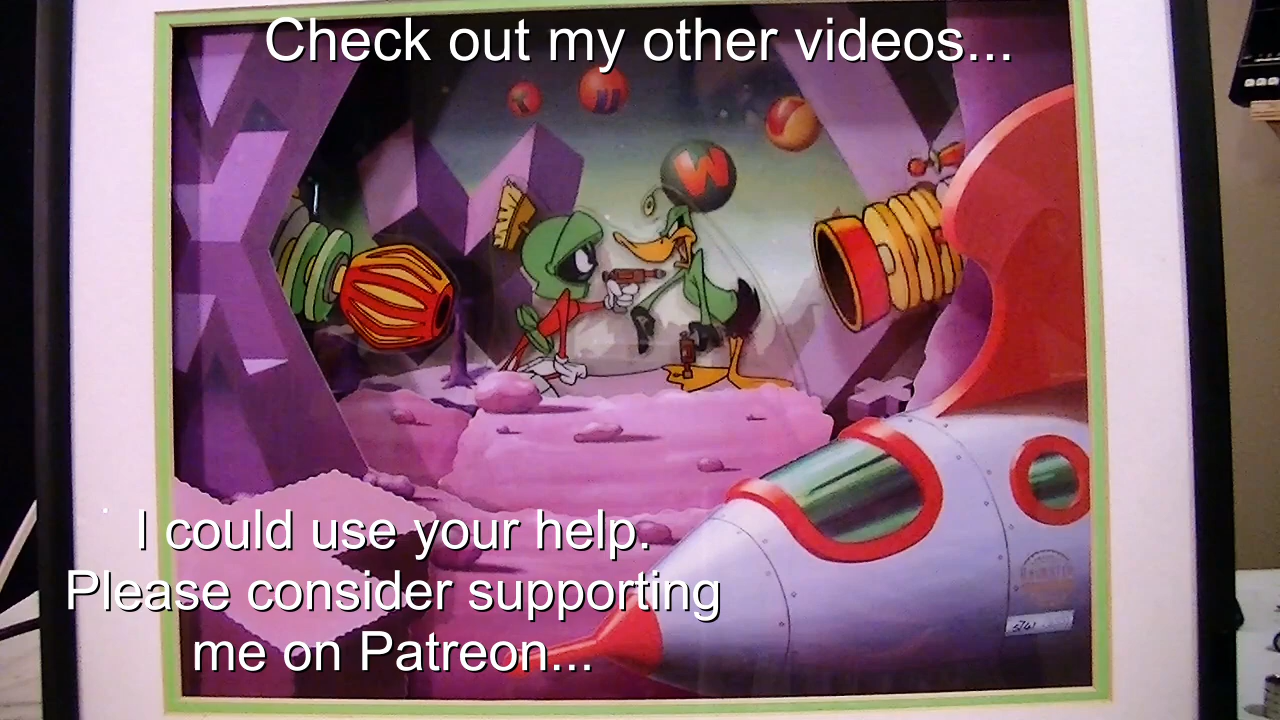 Check out my other videos...
Y
U
W
I could use your help.
Please consider supporting
me on Patreon...